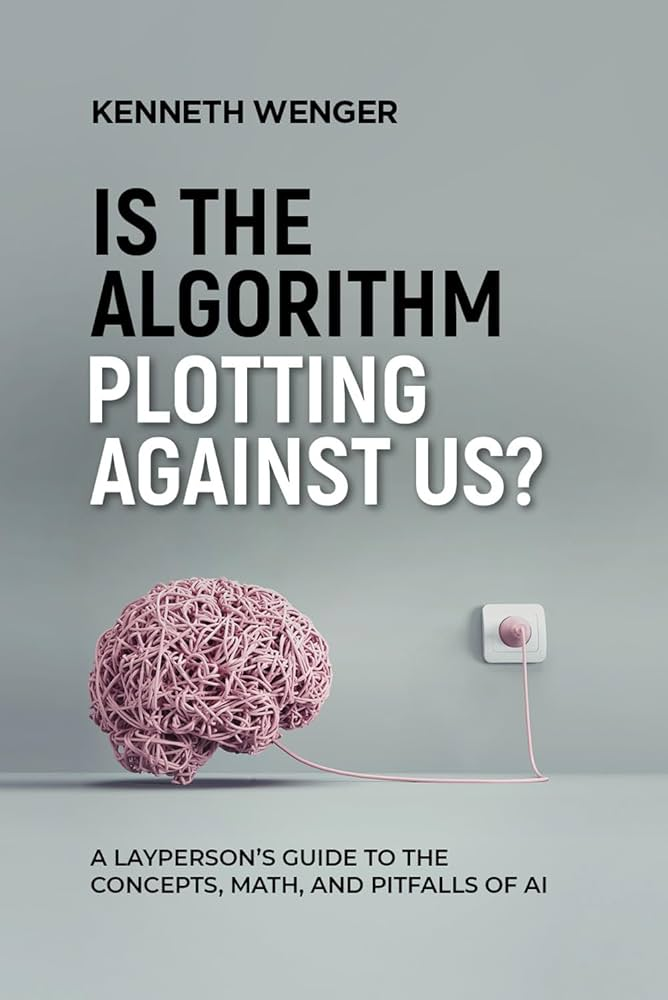 KENNETH WENGER
IS THE
ALGORITHM
PLOTTING
AGAINST US?
A LAYPERSON'S GUIDE TO THE
CONCEPTS, MATH, AND PITFALLS OF AI